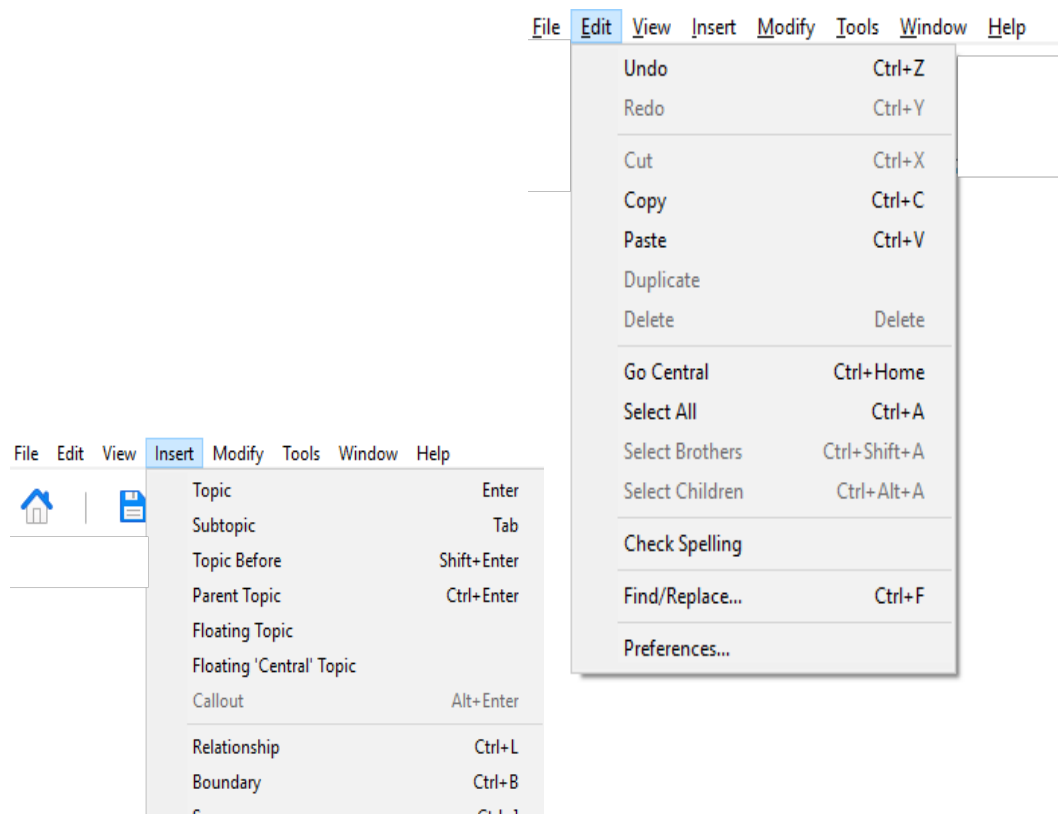 File Edit View Insert Modify Tools Window Help
Undo Ctrl+Z
Redo Ctrl+Y
Cut Ctrl+X
Copy Ctrl+C
Paste Ctrl+V
Duplicate
Delete Delete
Go Central Ctrl+Home
Select All Ctrl+A
Select Brothers Ctrl+Shift+A
Select Children Ctrl+Alt+A
Check Spelling
Find/Replace... Ctrl+F
Preferences...
File Edit View Insert Modify Tools Window Help
Topic Enter
Subtopic Tab
Topic Before Shift+Enter
Parent Topic Ctrl+Enter
Floating Topic
Floating 'Central' Topic
Callout Alt+Enter
Relationship Ctrl+L
Boundary Ctrl+B